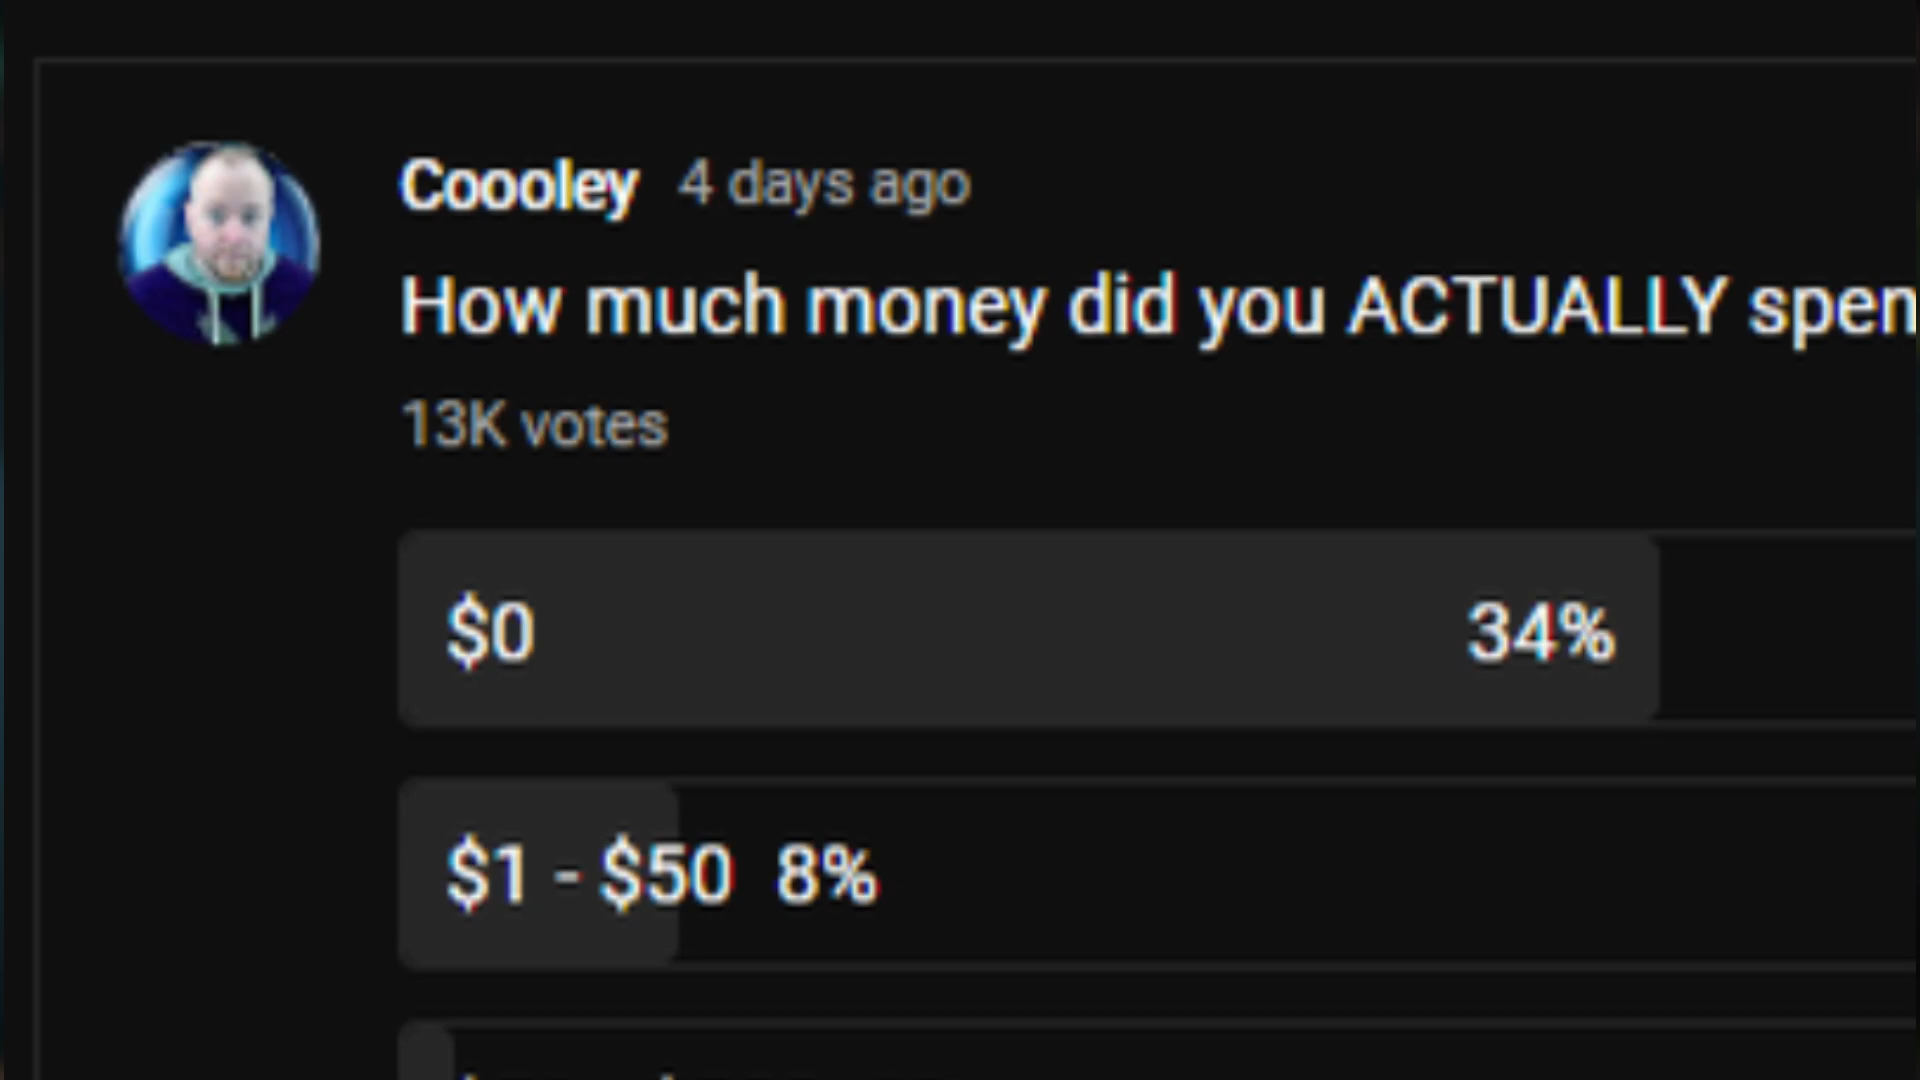 Coooley 4 days ago
How much money did you ACTUALLY spen
13K votes
$0 34%
$1 - $50 8%